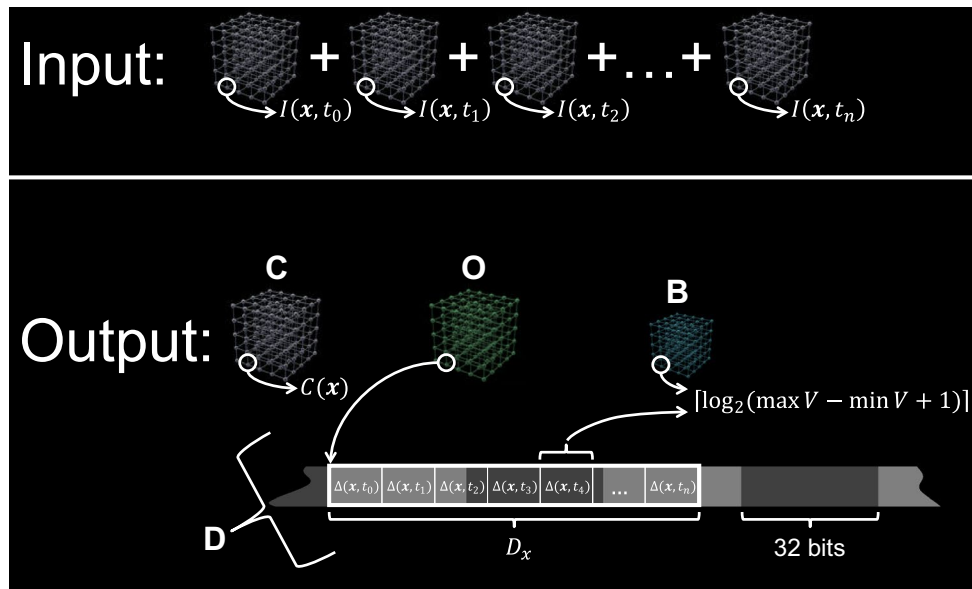 Input: + + +…+
I(x, t₀) I(x, t₁) I(x, t₂) I(x, tₙ)
C O B
Output:
C(x) ⌈log₂(max V − min V + 1)⌉
Δ(x, t₀) Δ(x, t₁) Δ(x, t₂) Δ(x, t₃) Δ(x, t₄) … Δ(x, tₙ)
D
Dₓ 32 bits